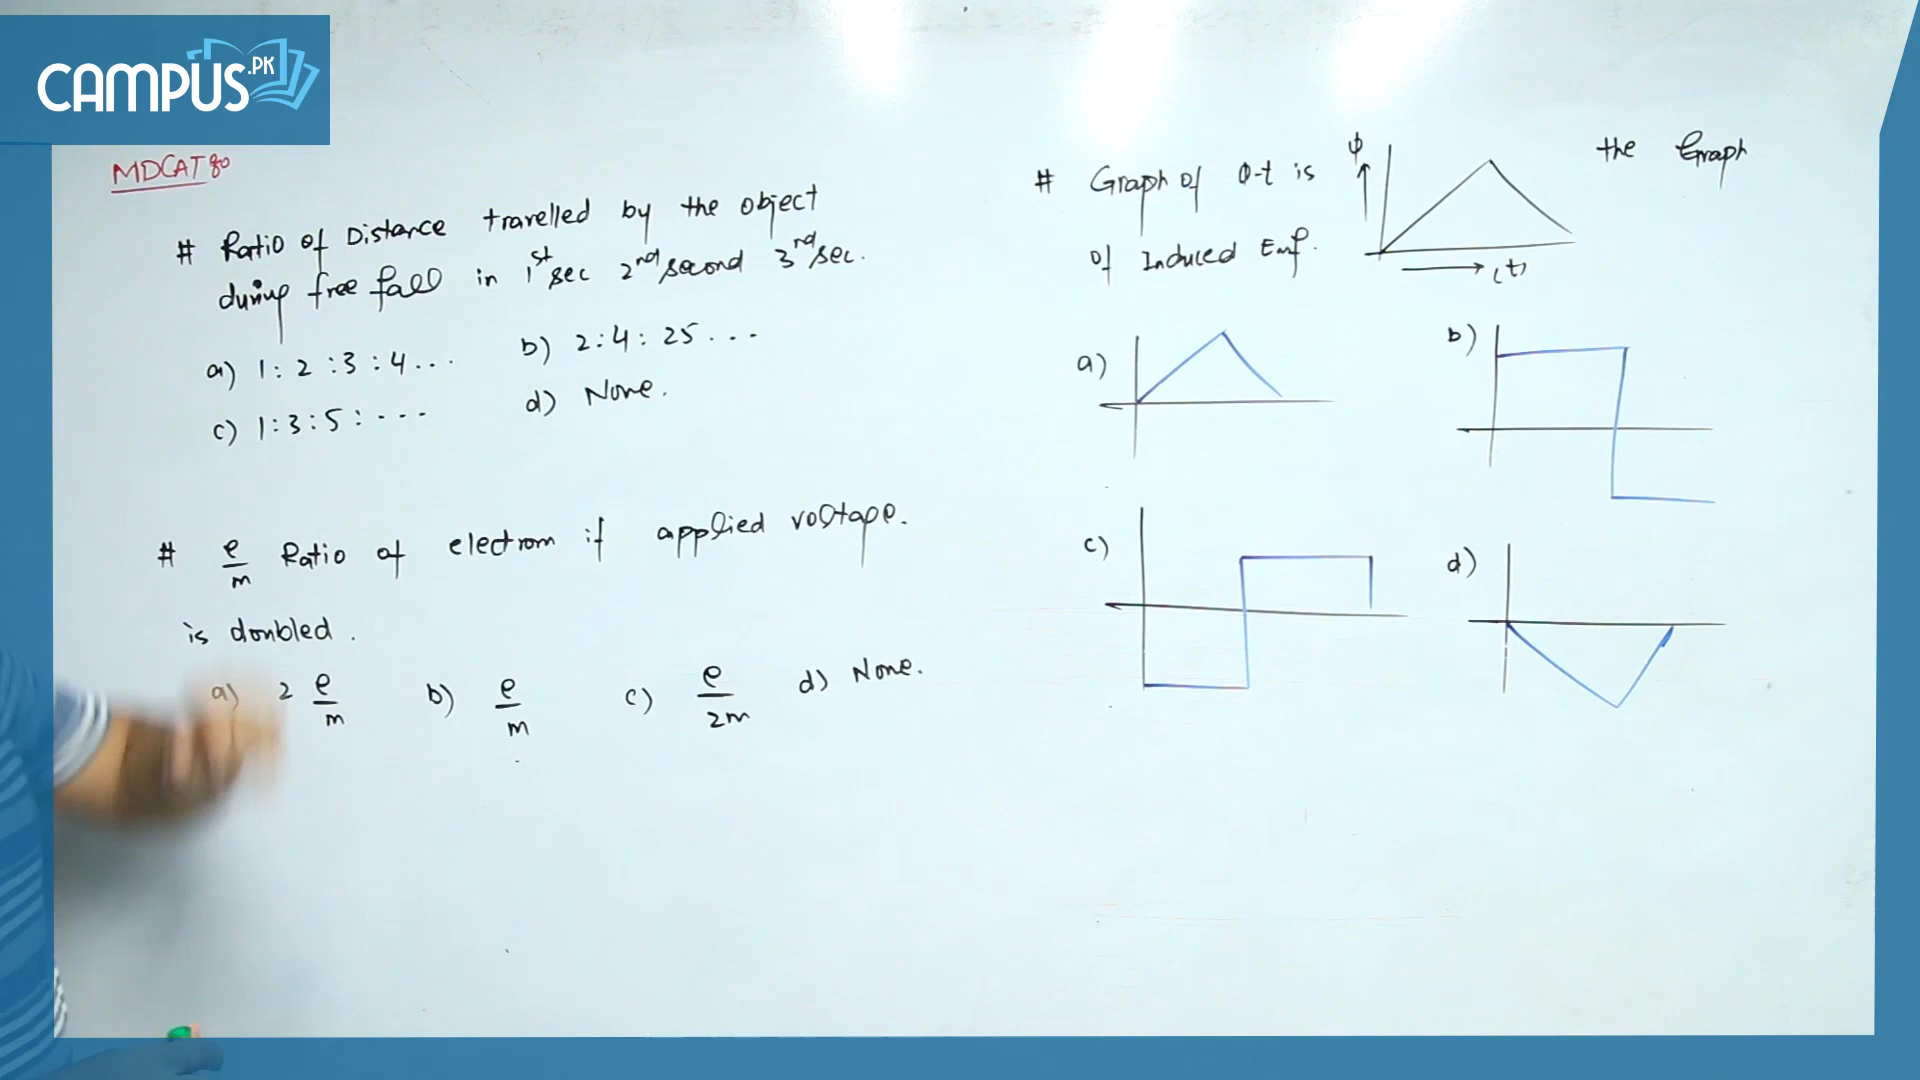 CAMPUS.PK
MDCAT 80
# Ratio of Distance travelled by the object
during free fall in 1st sec 2nd second 3rd sec.
a) 1 : 2 : 3 : 4 . . .
b) 2 : 4 : 25 . . .
c) 1 : 3 : 5 : . . .
d) None.
# e/m Ratio of electron if applied voltage.
is doubled .
a) 2 e/m b) e/m c) e/2m d) None.
# Graph of Φ-t is the Graph
of Induced Emf.
Φ
(t)
a)
b)
c)
d)